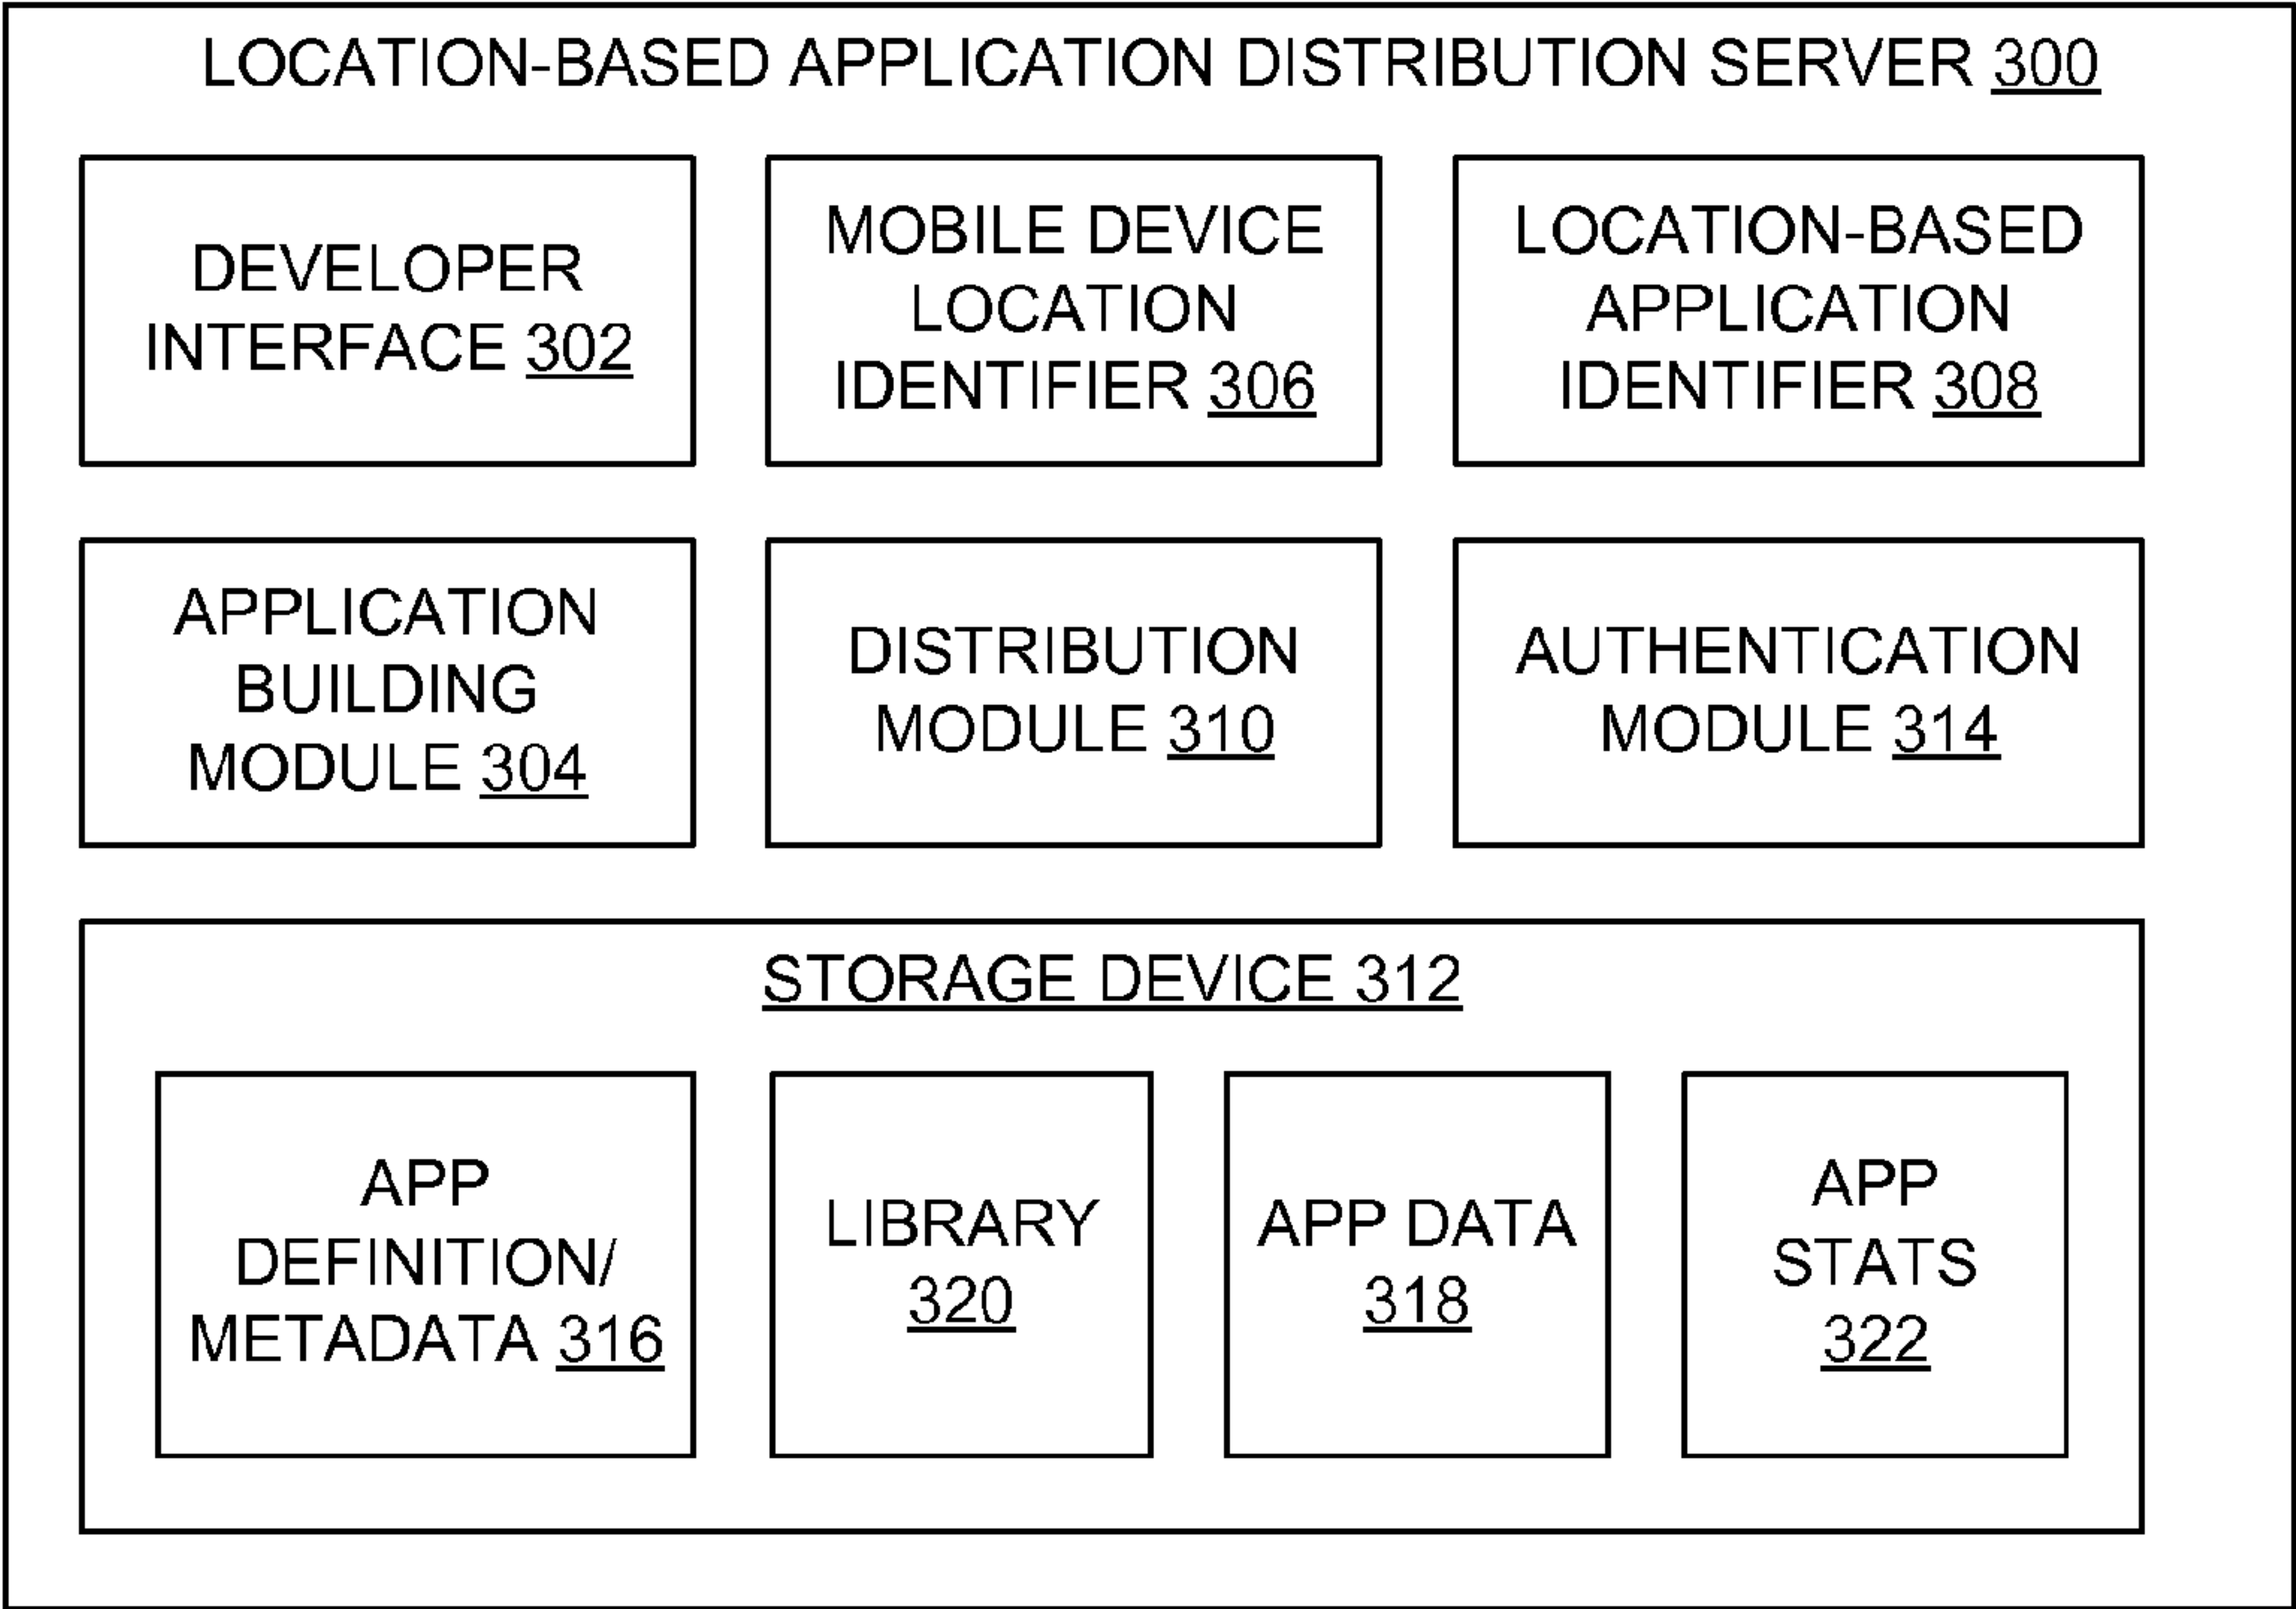 LOCATION-BASED APPLICATION DISTRIBUTION SERVER 300
DEVELOPER
INTERFACE 302
MOBILE DEVICE
LOCATION
IDENTIFIER 306
LOCATION-BASED
APPLICATION
IDENTIFIER 308
APPLICATION
BUILDING
MODULE 304
DISTRIBUTION
MODULE 310
AUTHENTICATION
MODULE 314
STORAGE DEVICE 312
APP
DEFINITION/
METADATA 316
LIBRARY
320
APP DATA
318
APP
STATS
322